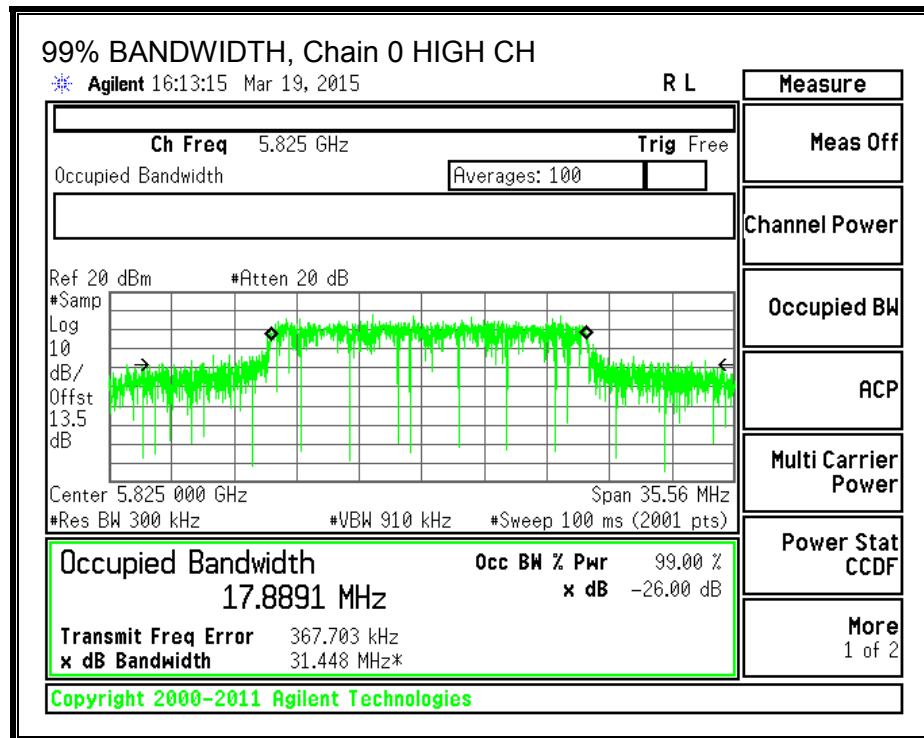 99% BANDWIDTH, Chain 0 HIGH CH
Agilent 16:13:15 Mar 19, 2015 R L
Measure
Ch Freq 5.825 GHz Trig Free
Meas Off
Occupied Bandwidth Averages: 100
Channel Power
Ref 20 dBm #Atten 20 dB
#Samp
Log
10
dB/
Offst
13.5
dB
Occupied BW
ACP
Multi Carrier
Power
Center 5.825 000 GHz Span 35.56 MHz
#Res BW 300 kHz #VBW 910 kHz #Sweep 100 ms (2001 pts)
Occupied Bandwidth Occ BW % Pwr 99.00 %
17.8891 MHz x dB -26.00 dB
Transmit Freq Error 367.703 kHz
x dB Bandwidth 31.448 MHz*
Power Stat
CCDF
More
1 of 2
Copyright 2000-2011 Agilent Technologies